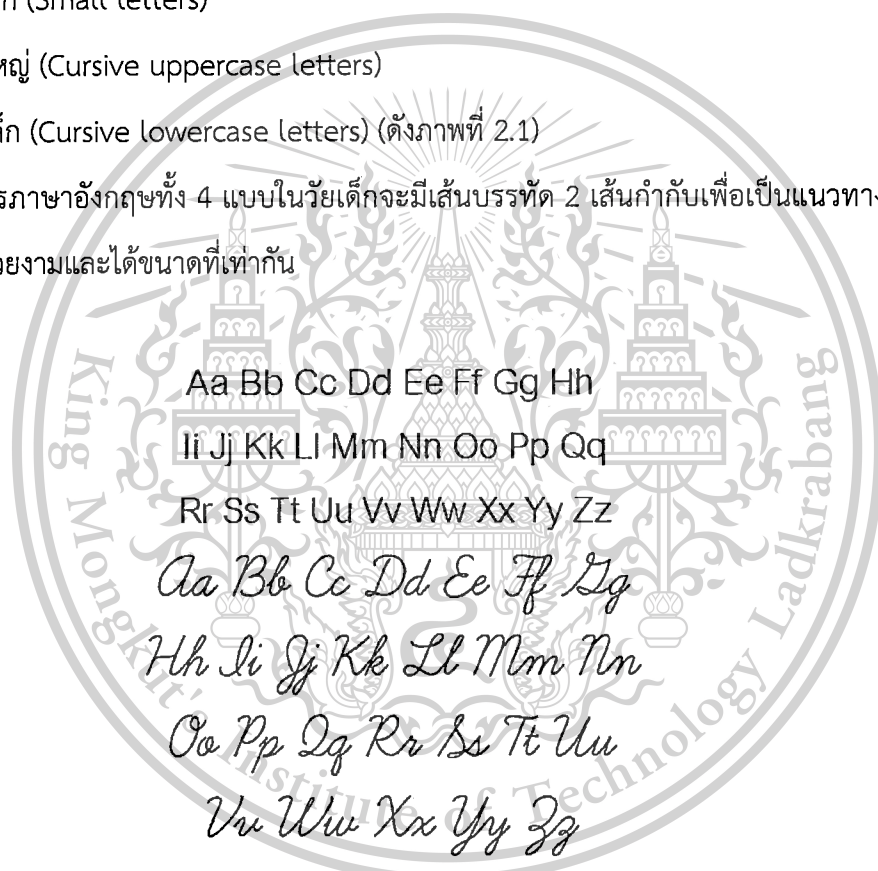 ก (Small letters)
หญ่ (Cursive uppercase letters)
ล็ก (Cursive lowercase letters) (ดังภาพที่ 2.1)
รภาษาอังกฤษทั้ง 4 แบบในวัยเด็กจะมีเส้นบรรทัด 2 เส้นกำกับเพื่อเป็นแนวทาง
วยงามและได้ขนาดที่เท่ากัน
Aa Bb Cc Dd Ee Ff Gg Hh
Ii Jj Kk Ll Mm Nn Oo Pp Qq
Rr Ss Tt Uu Vv Ww Xx Yy Zz
Aa Bb Cc Dd Ee Ff Gg
Hh Ii Jj Kk Ll Mm Nn
Oo Pp Qq Rr Ss Tt Uu
Vv Ww Xx Yy Zz
King Mongkut's Institute of Technology Ladkrabang